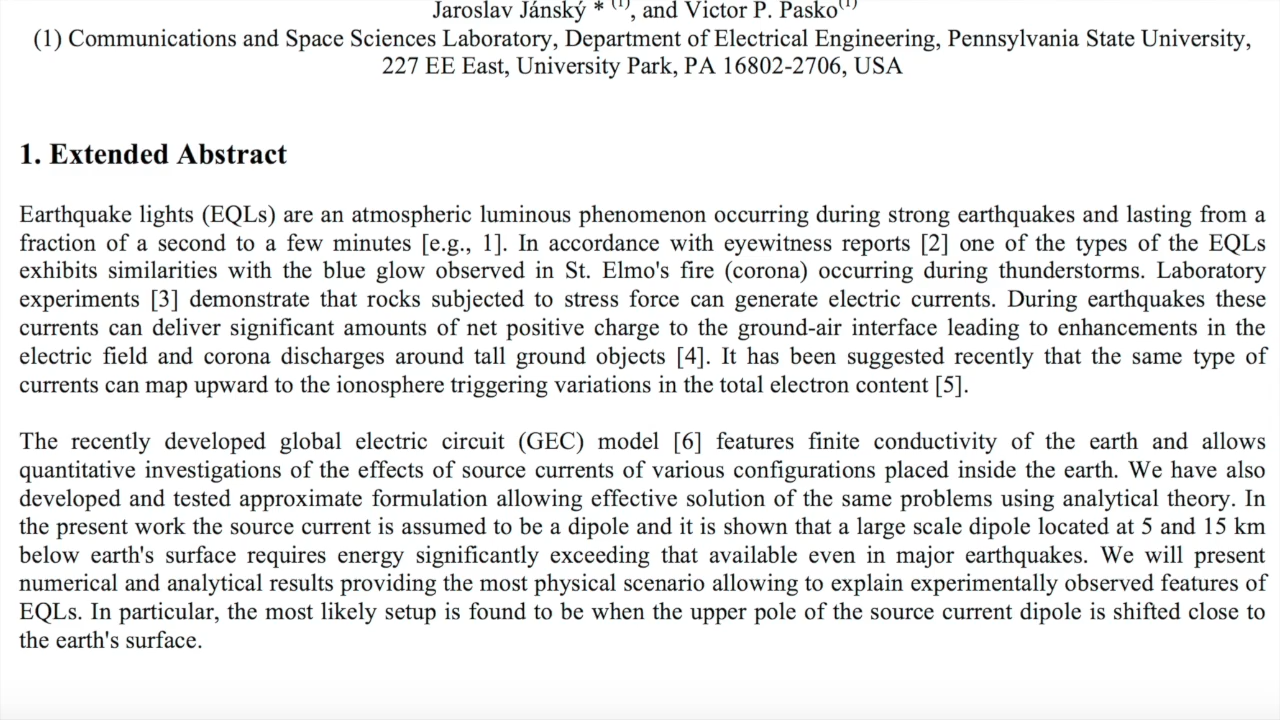 Jaroslav Jánský * (1), and Victor P. Pasko(1)
(1) Communications and Space Sciences Laboratory, Department of Electrical Engineering, Pennsylvania State University,
227 EE East, University Park, PA 16802-2706, USA
1. Extended Abstract
Earthquake lights (EQLs) are an atmospheric luminous phenomenon occurring during strong earthquakes and lasting from a
fraction of a second to a few minutes [e.g., 1]. In accordance with eyewitness reports [2] one of the types of the EQLs
exhibits similarities with the blue glow observed in St. Elmo's fire (corona) occurring during thunderstorms. Laboratory
experiments [3] demonstrate that rocks subjected to stress force can generate electric currents. During earthquakes these
currents can deliver significant amounts of net positive charge to the ground-air interface leading to enhancements in the
electric field and corona discharges around tall ground objects [4]. It has been suggested recently that the same type of
currents can map upward to the ionosphere triggering variations in the total electron content [5].
The recently developed global electric circuit (GEC) model [6] features finite conductivity of the earth and allows
quantitative investigations of the effects of source currents of various configurations placed inside the earth. We have also
developed and tested approximate formulation allowing effective solution of the same problems using analytical theory. In
the present work the source current is assumed to be a dipole and it is shown that a large scale dipole located at 5 and 15 km
below earth's surface requires energy significantly exceeding that available even in major earthquakes. We will present
numerical and analytical results providing the most physical scenario allowing to explain experimentally observed features of
EQLs. In particular, the most likely setup is found to be when the upper pole of the source current dipole is shifted close to
the earth's surface.